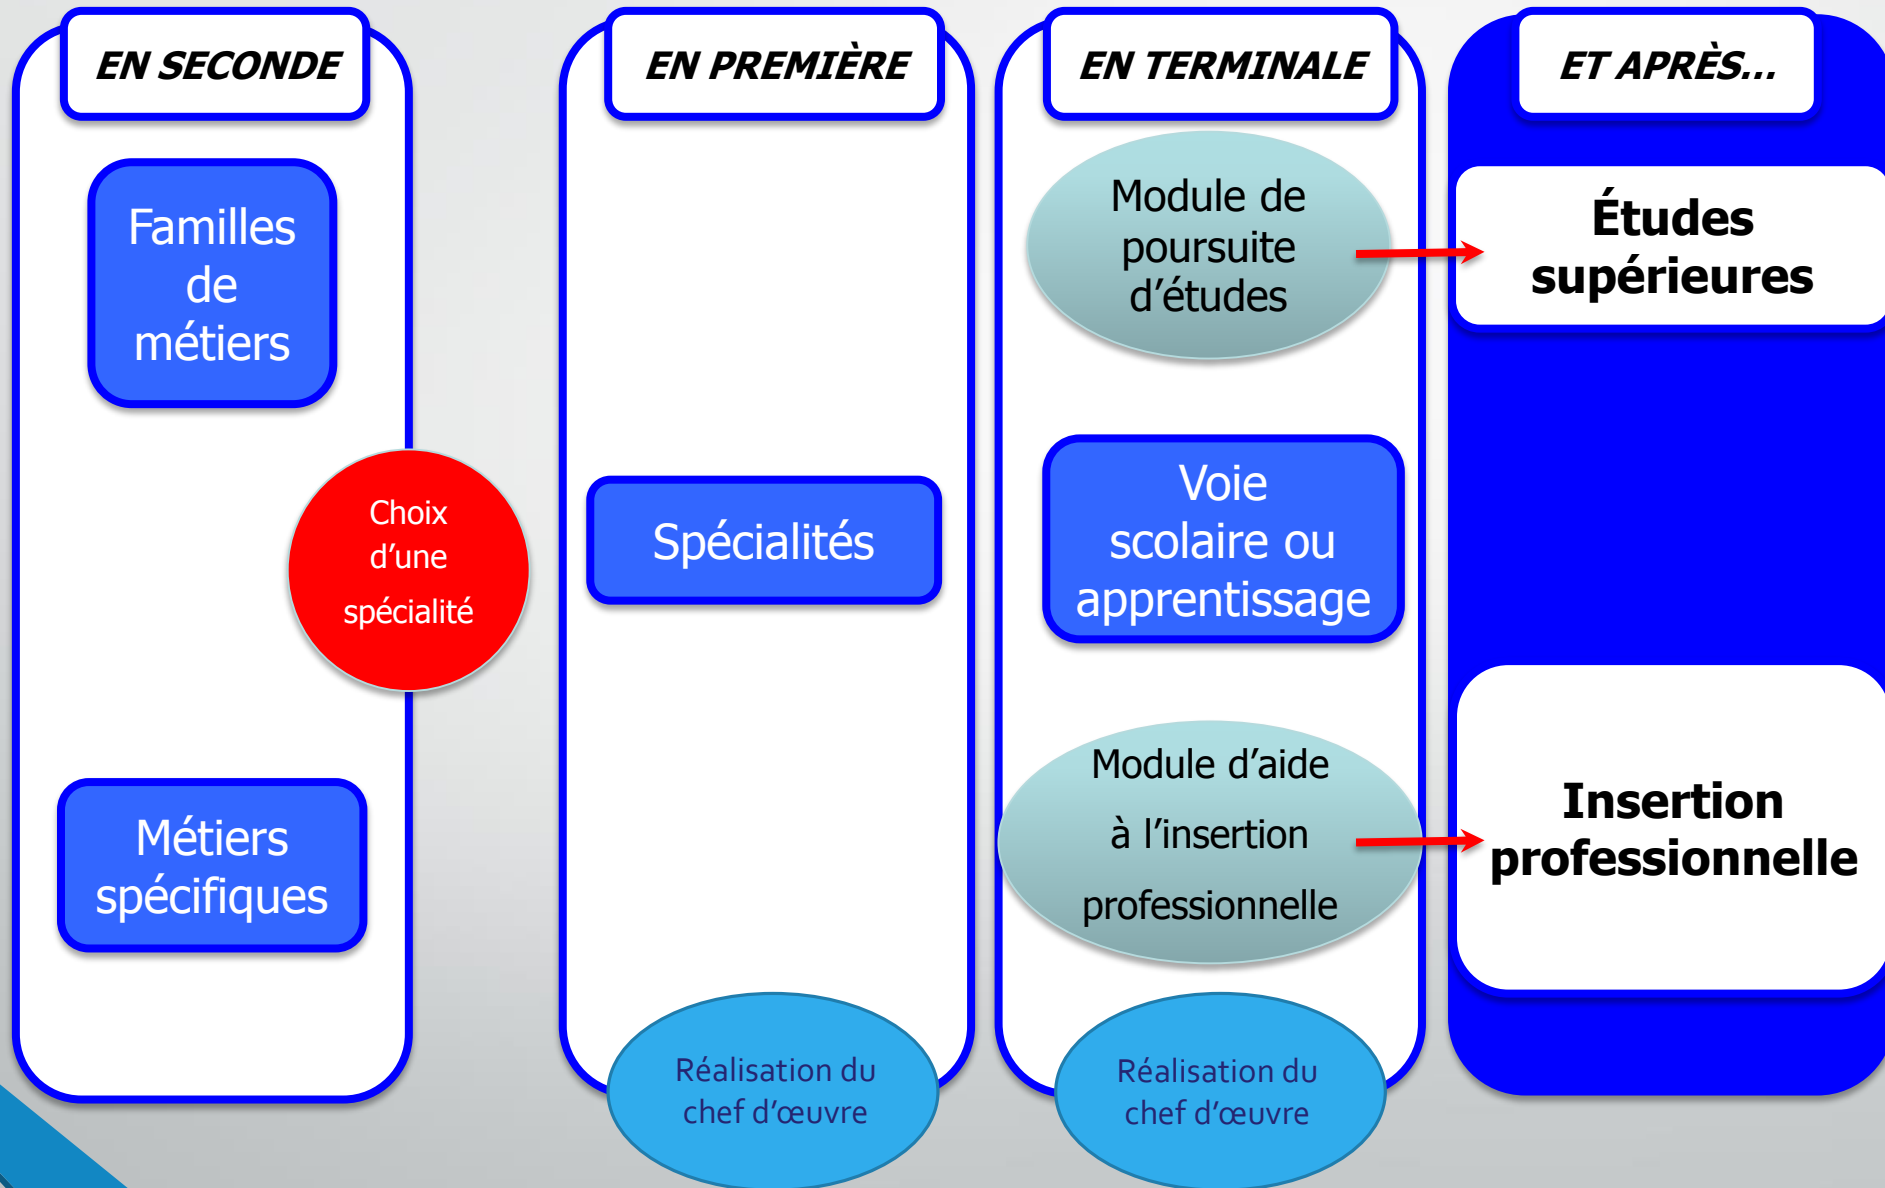 EN SECONDE
Familles
de
métiers
Choix
d’une
spécialité
Métiers
spécifiques
EN PREMIÈRE
Spécialités
Réalisation du
chef d’œuvre
EN TERMINALE
Module de
poursuite
d’études
Voie
scolaire ou
apprentissage
Module d’aide
à l’insertion
professionnelle
Réalisation du
chef d’œuvre
ET APRÈS...
Études
supérieures
Insertion
professionnelle